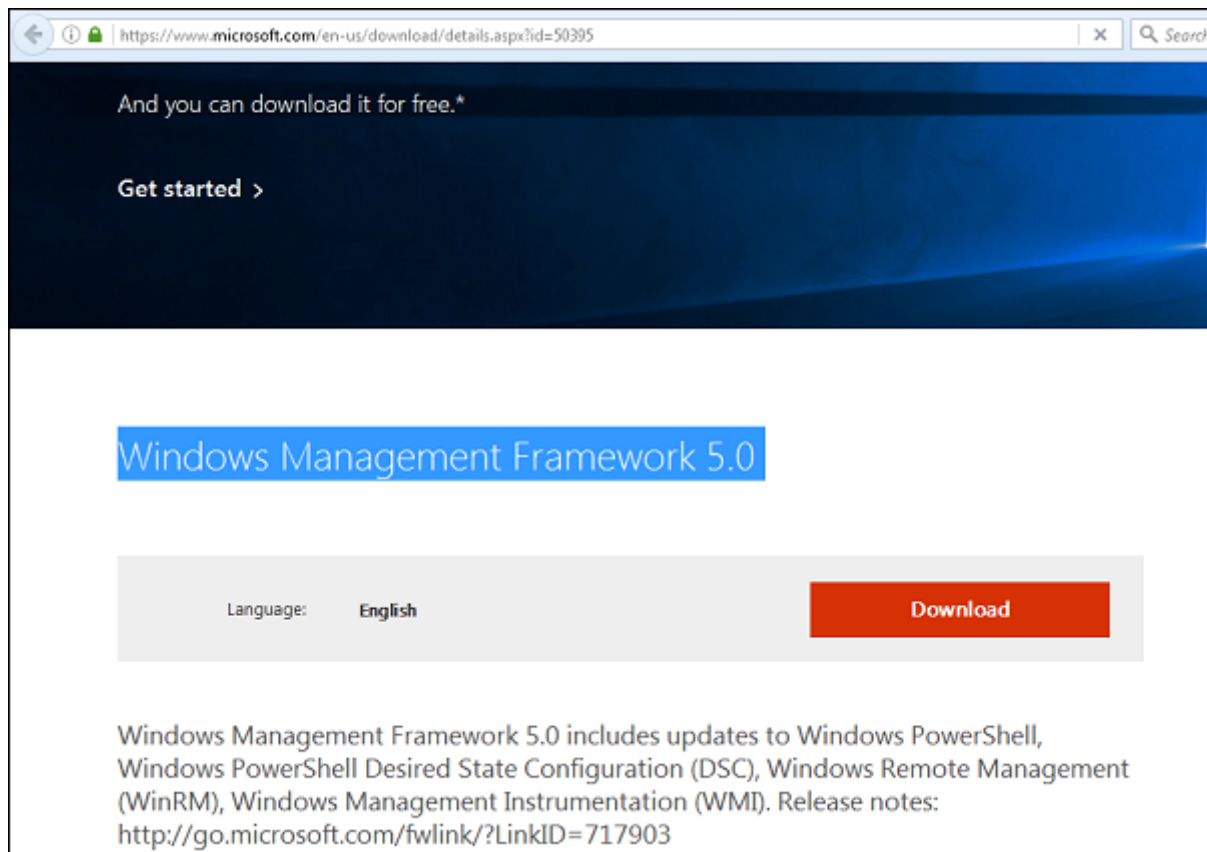 https://www.microsoft.com/en-us/download/details.aspx?id=50395
Search
And you can download it for free.*
Get started >
Windows Management Framework 5.0
Language: English Download
Windows Management Framework 5.0 includes updates to Windows PowerShell,
Windows PowerShell Desired State Configuration (DSC), Windows Remote Management
(WinRM), Windows Management Instrumentation (WMI). Release notes:
http://go.microsoft.com/fwlink/?LinkID=717903